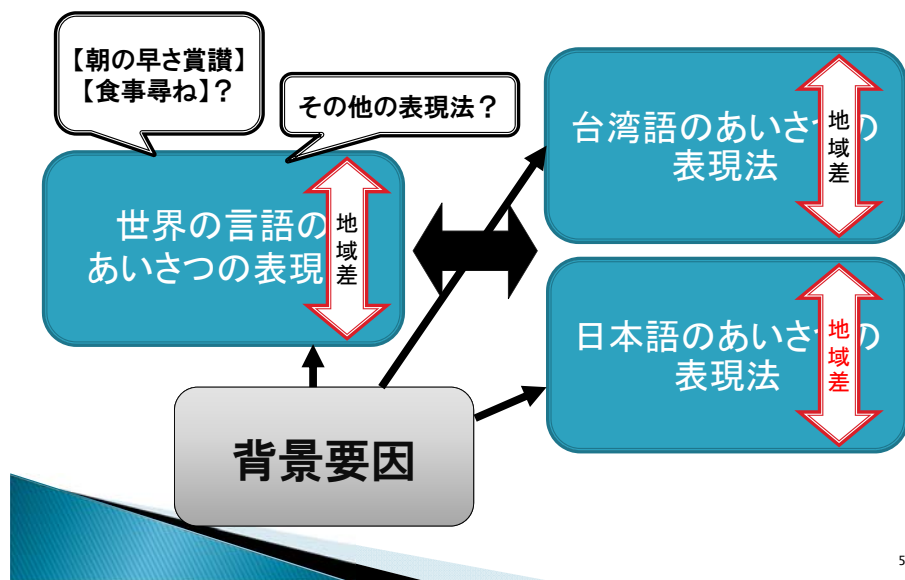 【朝の早さ賞讃】
【食事尋ね】?
その他の表現法?
世界の言語の
あいさつの表現
地域差
台湾語のあいさつの
表現法
地域差
日本語のあいさつの
表現法
地域差
背景要因
5